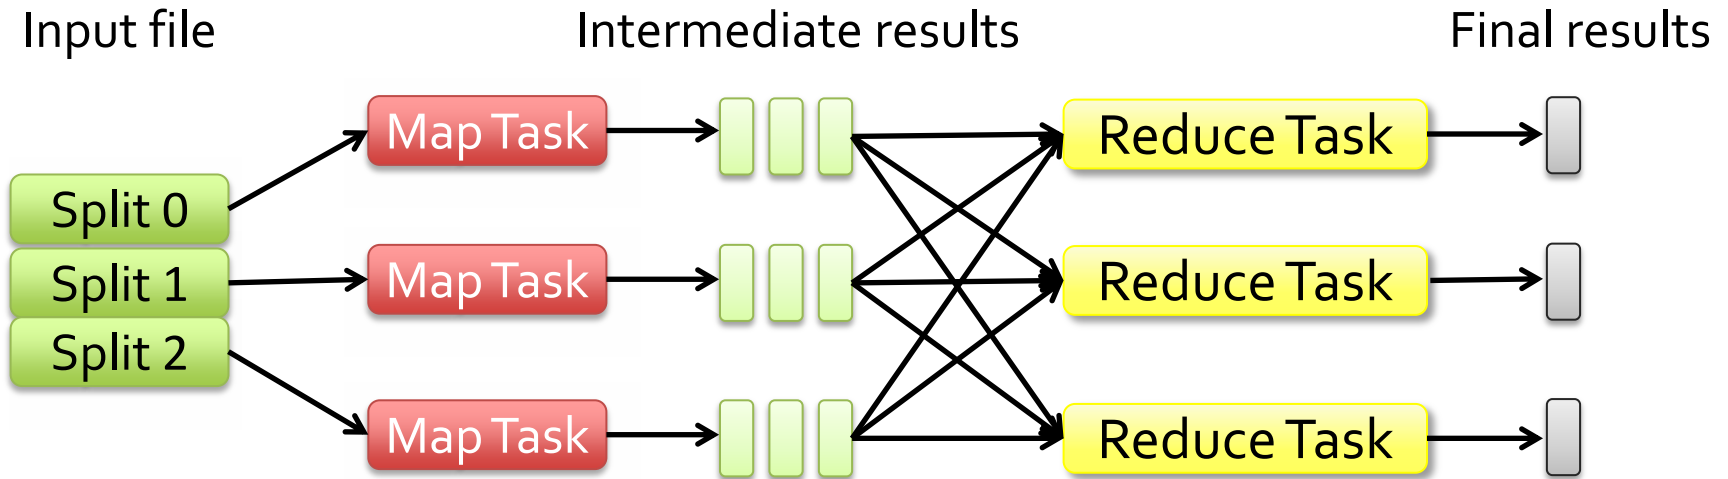 Input file
Intermediate results
Final results
Split 0
Split 1
Split 2
Map Task
Map Task
Map Task
Reduce Task
Reduce Task
Reduce Task